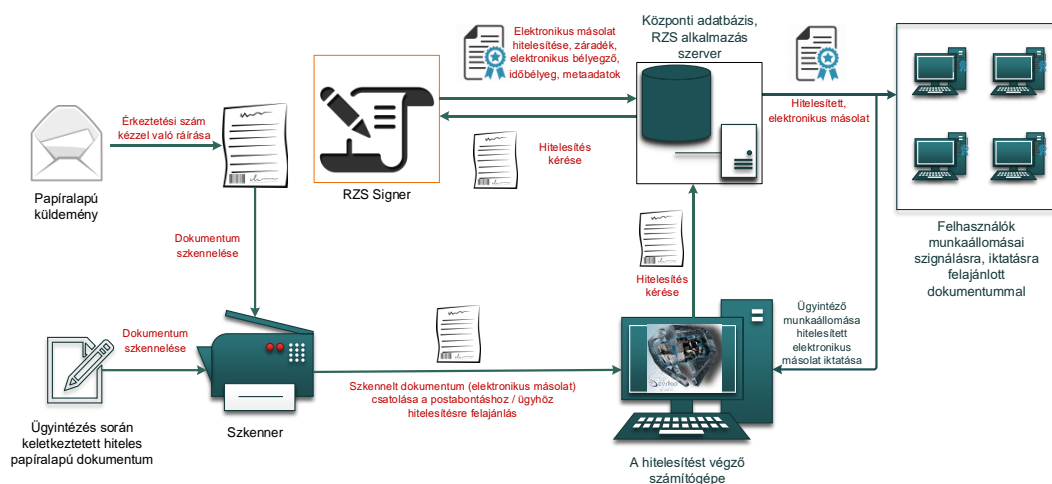 Érkeztetési szám
kézzel való ráírása
Papíralapú
küldemény
RZS Signer
Elektronikus másolat
hitelesítése, záradék,
elektronikus bélyegző,
időbélyeg, metaadatok
Hitelesítés
kérése
Központi adatbázis,
RZS alkalmazás
szerver
Hitelesített,
elektronikus másolat
Felhasználók
munkaállomásai
szignálásra, iktatásra
felajánlott
dokumentummal
Dokumentum
szkennelése
Hitelesítés
kérése
Ügyintéző
munkaállomása
hitelesített
elektronikus
másolat iktatása
Dokumentum
szkennelése
Szkennelt dokumentum (elektronikus másolat)
csatolása a postabontáshoz / ügyhöz
hitelesítésre felajánlás
Szkenner
Ügyintézés során
keletkeztetett hiteles
papíralapú dokumentum
A hitelesítést végző
számítógépe